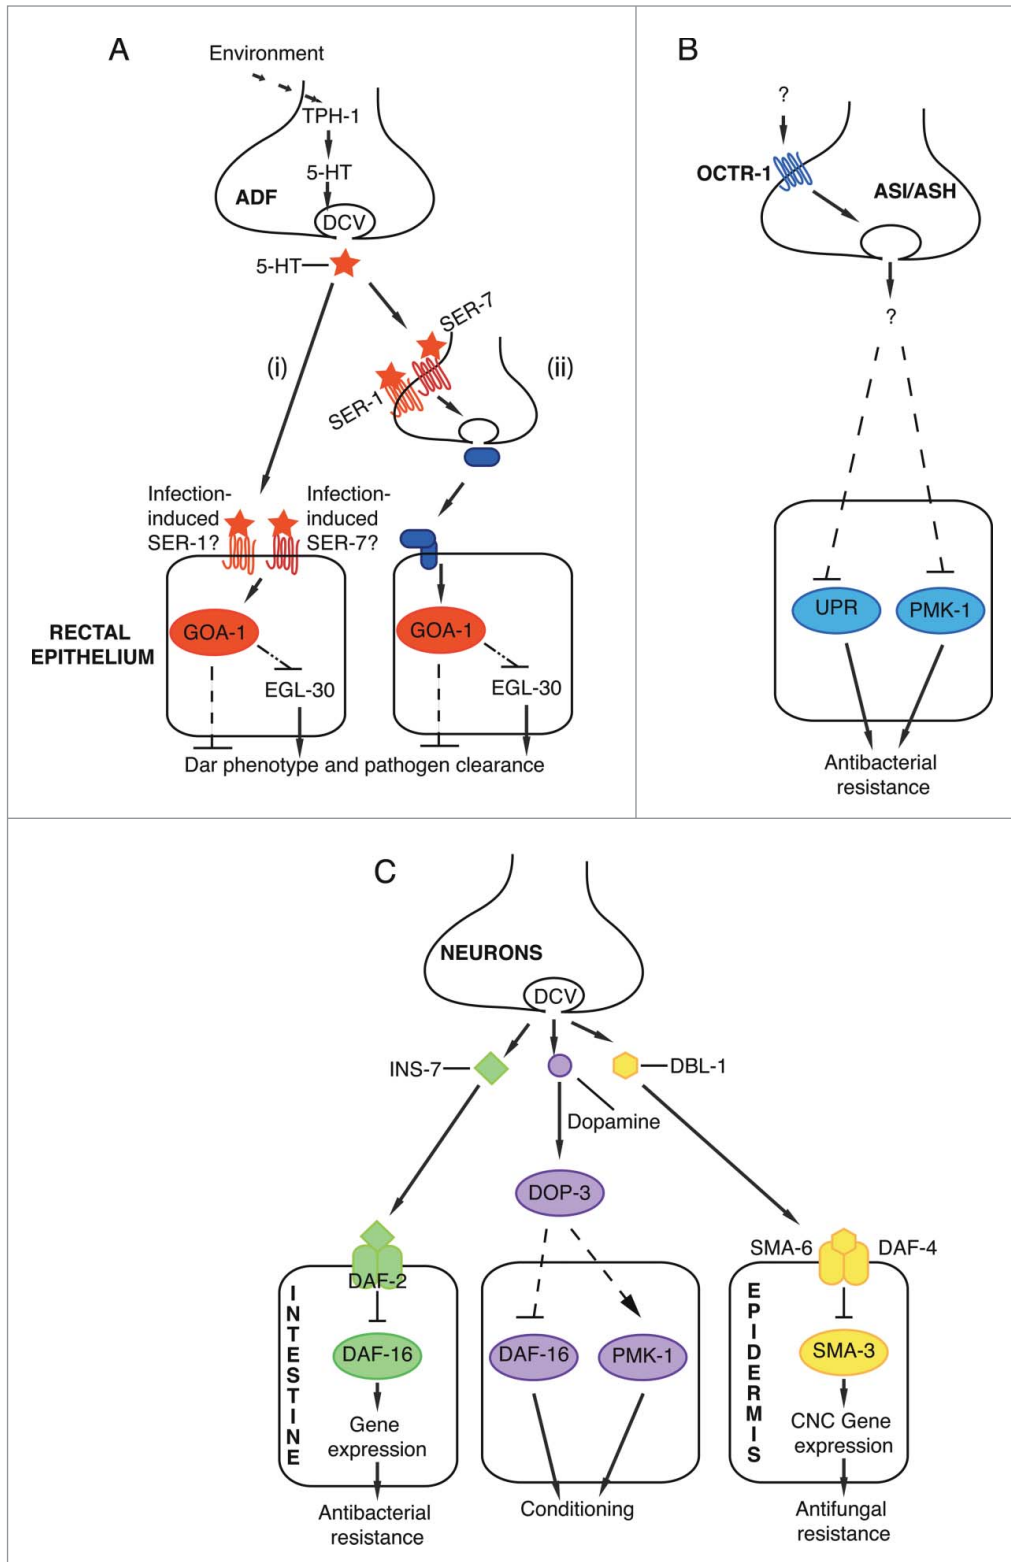 A
Environment
TPH-1
5-HT
ADF
DCV
5-HT
SER-7
(i)
(ii)
SER-1
Infection-
induced
SER-1?
Infection-
induced
SER-7?
RECTAL
EPITHELIUM
GOA-1
EGL-30
GOA-1
EGL-30
Dar phenotype and pathogen clearance
B
?
OCTR-1
ASI/ASH
?
UPR
PMK-1
Antibacterial
resistance
C
NEURONS
DCV
INS-7
DBL-1
Dopamine
DOP-3
SMA-6
DAF-4
DAF-2
INTESTINE
DAF-16
Gene
expression
Antibacterial
resistance
DAF-16
PMK-1
Conditioning
EPIDERMIS
SMA-3
CNC Gene
expression
Antifungal
resistance